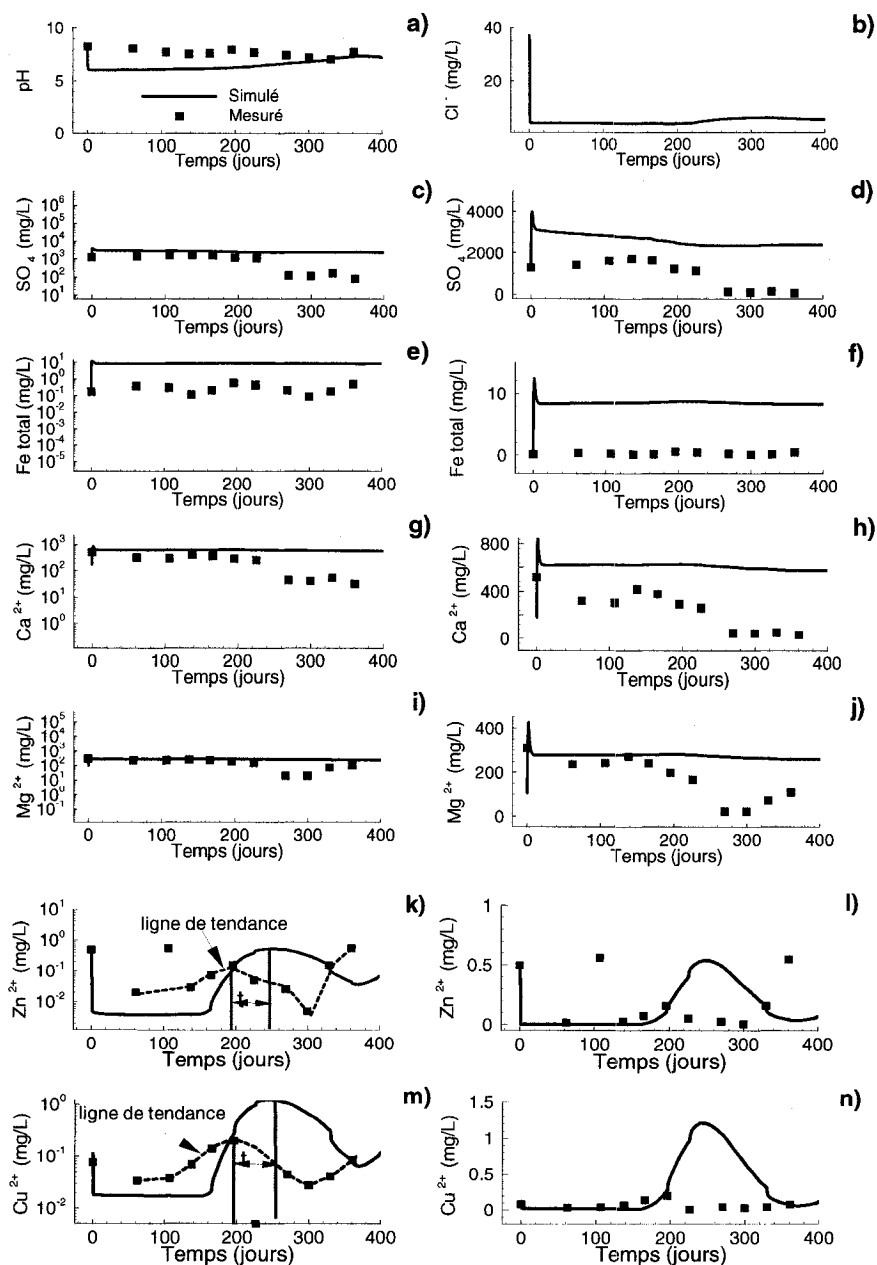 a)
10
5
0
pH
Simulé
Mesuré
0 100 200 300 400
Temps (jours)
b)
40
20
Cl⁻ (mg/L)
0 100 200 300 400
Temps (jours)
c)
10⁶
10⁵
10⁴
10³
10²
10¹
SO₄ (mg/L)
0 100 200 300 400
Temps (jours)
d)
4000
2000
0
SO₄ (mg/L)
0 100 200 300 400
Temps (jours)
e)
10¹
10⁰
10⁻¹
10⁻²
10⁻³
10⁻⁴
10⁻⁵
Fe total (mg/L)
0 100 200 300 400
Temps (jours)
f)
10
0
Fe total (mg/L)
0 100 200 300 400
Temps (jours)
g)
10³
10²
10¹
10⁰
Ca²⁺ (mg/L)
0 100 200 300 400
Temps (jours)
h)
800
400
0
Ca²⁺ (mg/L)
0 100 200 300 400
Temps (jours)
i)
10⁵
10⁴
10³
10²
10¹
10⁰
10⁻¹
Mg²⁺ (mg/L)
0 100 200 300 400
Temps (jours)
j)
400
200
0
Mg²⁺ (mg/L)
0 100 200 300 400
Temps (jours)
k)
ligne de tendance
10⁰
10⁻¹
10⁻²
Zn²⁺ (mg/L)
t
0 100 200 300 400
Temps (jours)
l)
1
0.5
0
Zn²⁺ (mg/L)
0 100 200 300 400
Temps (jours)
m)
ligne de tendance
10⁰
10⁻¹
10⁻²
Cu²⁺ (mg/L)
t
0 100 200 300 400
Temps (jours)
n)
1.5
1
0.5
0
Cu²⁺ (mg/L)
0 100 200 300 400
Temps (jours)